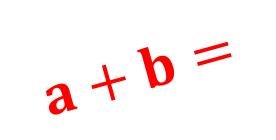 a + b =